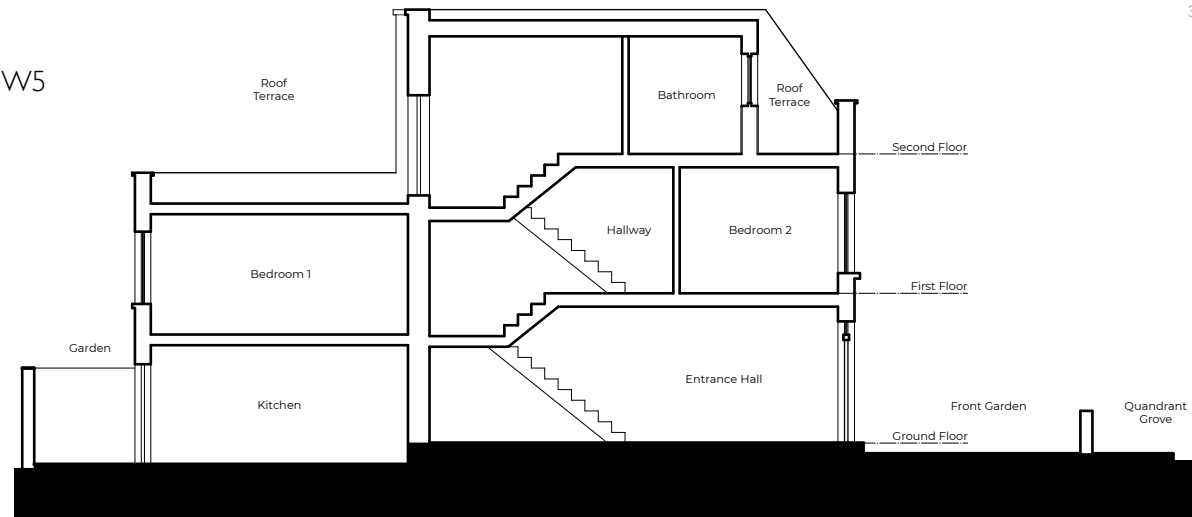 3
W5
Roof
Terrace
Bathroom
Roof
Terrace
Second Floor
Hallway
Bedroom 2
Bedroom 1
First Floor
Garden
Entrance Hall
Kitchen
Front Garden
Quandrant
Grove
Ground Floor